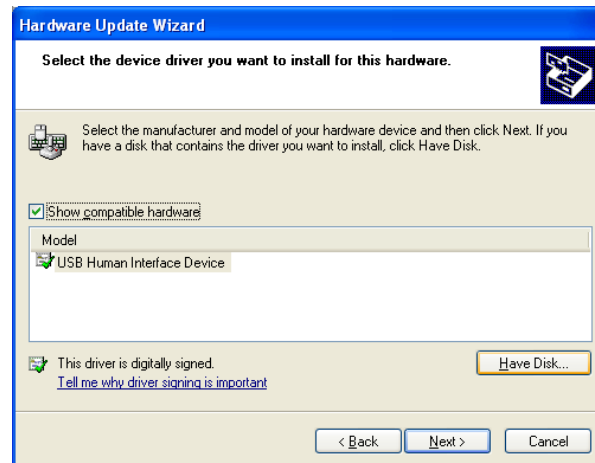 Hardware Update Wizard
Select the device driver you want to install for this hardware.
Select the manufacturer and model of your hardware device and then click Next. If you
have a disk that contains the driver you want to install, click Have Disk.
Show compatible hardware
Model
USB Human Interface Device
This driver is digitally signed.
Tell me why driver signing is important
Have Disk...
< Back
Next >
Cancel